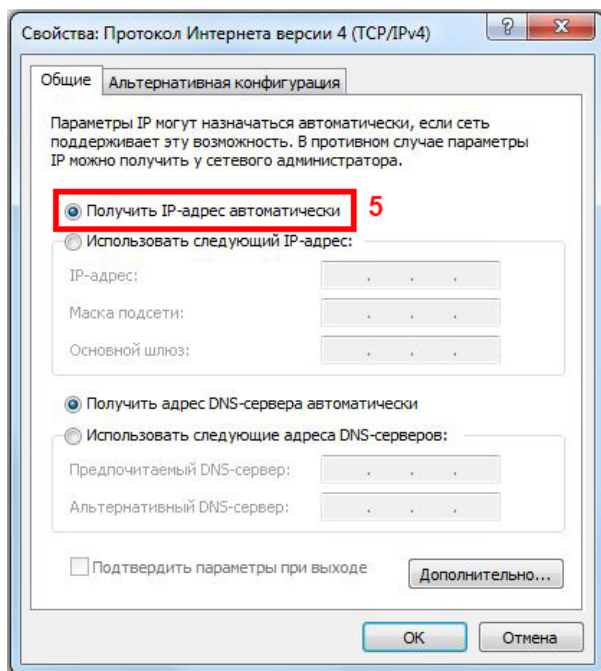 Свойства: Протокол Интернета версии 4 (TCP/IPv4)
Общие
Альтернативная конфигурация
Параметры IP могут назначаться автоматически, если сеть
поддерживает эту возможность. В противном случае параметры
IP можно получить у сетевого администратора.
Получить IP-адрес автоматически
5
Использовать следующий IP-адрес:
IP-адрес:
Маска подсети:
Основной шлюз:
Получить адрес DNS-сервера автоматически
Использовать следующие адреса DNS-серверов:
Предпочитаемый DNS-сервер:
Альтернативный DNS-сервер:
Подтвердить параметры при выходе
Дополнительно...
ОК
Отмена